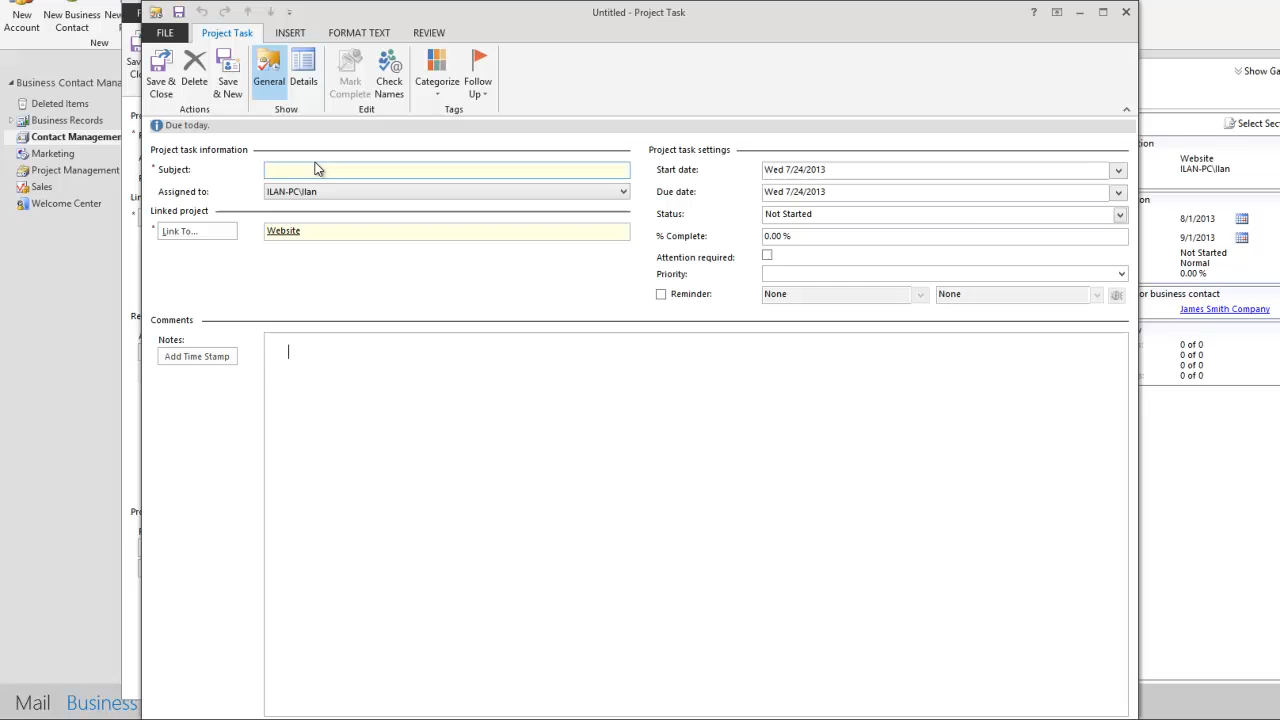 Untitled - Project Task
FILE
Project Task
INSERT
FORMAT TEXT
REVIEW
New Account
New Business Contact
New
New
Save & Close
Delete
Save & New
General
Details
Mark Complete
Check Names
Categorize
Follow Up
Actions
Show
Edit
Tags
Due today.
Business Contact Mana
Deleted Items
Business Records
Contact Managemen
Marketing
Project Management
Sales
Welcome Center
Project task information
* Subject:
Assigned to:
ILAN-PC\Ilan
Linked project
* Link To...
Website
Project task settings
Start date:
Wed 7/24/2013
Due date:
Wed 7/24/2013
Status:
Not Started
% Complete:
0.00 %
Attention required:
Priority:
Reminder:
None
None
Comments
Notes:
Add Time Stamp
Show Ga
Select Sec
Website
ILAN-PC\Ilan
8/1/2013
9/1/2013
Not Started
Normal
0.00 %
or business contact
James Smith Company
0 of 0
0 of 0
0 of 0
0 of 0
Mail
Business